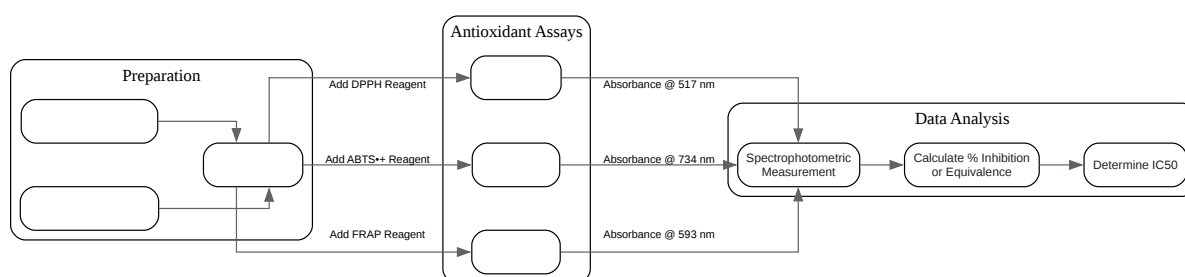 Antioxidant Assays
Preparation
Add DPPH Reagent
Absorbance @ 517 nm
Data Analysis
Add ABTS•+ Reagent
Absorbance @ 734 nm
Spectrophotometric
Measurement
Calculate % Inhibition
or Equivalence
Determine IC50
Add FRAP Reagent
Absorbance @ 593 nm